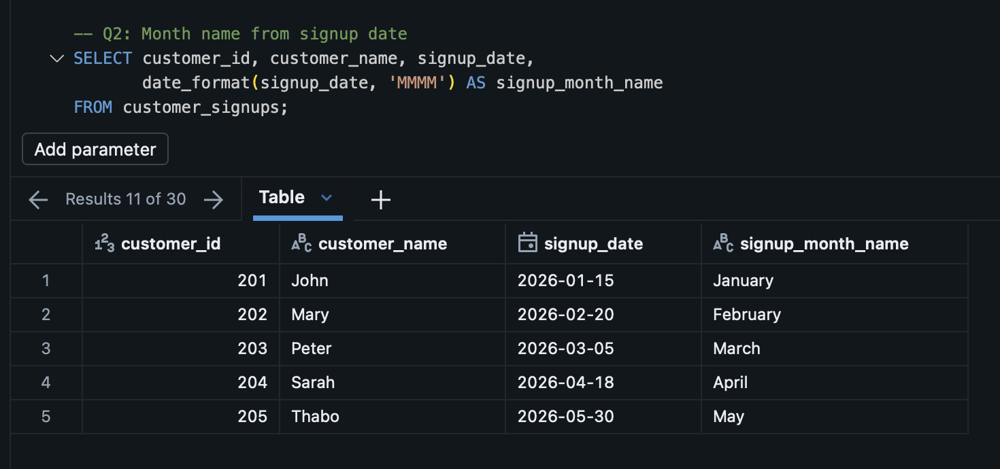 -- Q2: Month name from signup date
SELECT customer_id, customer_name, signup_date,
date_format(signup_date, 'MMMM') AS signup_month_name
FROM customer_signups;
Add parameter
Results 11 of 30 Table
customer_id customer_name signup_date signup_month_name
1 201 John 2026-01-15 January
2 202 Mary 2026-02-20 February
3 203 Peter 2026-03-05 March
4 204 Sarah 2026-04-18 April
5 205 Thabo 2026-05-30 May